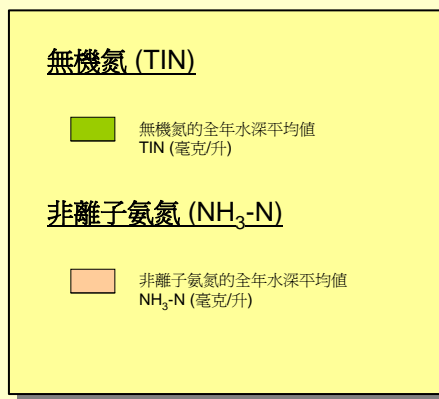 無機氮 (TIN)
無機氮的全年水深平均值
TIN (毫克/升)
非離子氨氮 (NH3-N)
非離子氨氮的全年水深平均值
NH3-N (毫克/升)